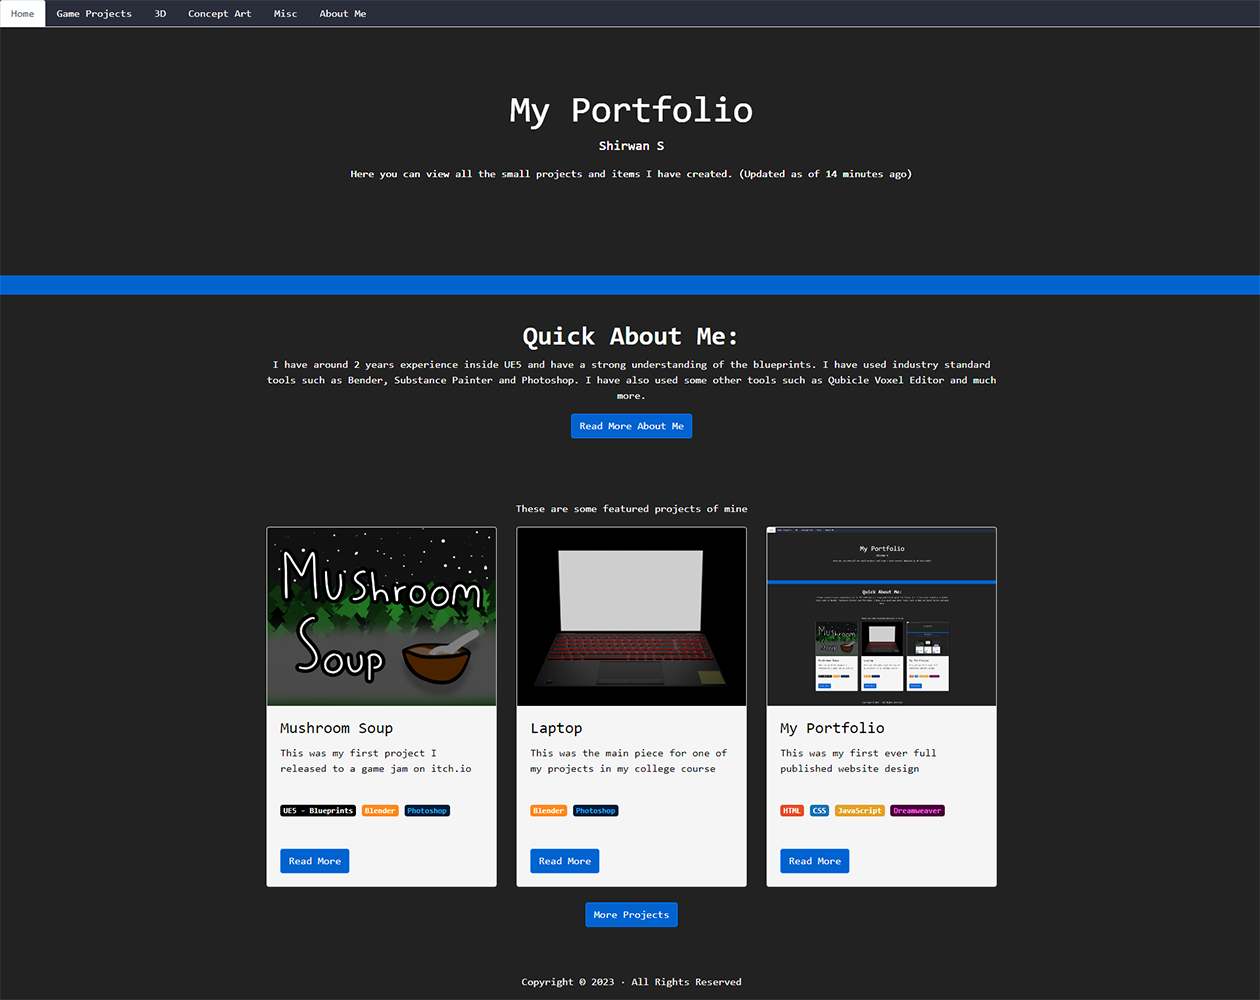 Home Game Projects 3D Concept Art Misc About Me
My Portfolio
Shirwan S
Here you can view all the small projects and items I have created. (Updated as of 14 minutes ago)
Quick About Me:
I have around 2 years experience inside UE5 and have a strong understanding of the blueprints. I have used industry standard
tools such as Bender, Substance Painter and Photoshop. I have also used some other tools such as Qubicle Voxel Editor and much
more.
Read More About Me
These are some featured projects of mine
Mushroom
Soup
My Portfolio
Quick About Me:
Mushroom Soup
This was my first project I
released to a game jam on itch.io
UE5 - Blueprints Blender Photoshop
Read More
Laptop
This was the main piece for one of
my projects in my college course
Blender Photoshop
Read More
My Portfolio
This was my first ever full
published website design
HTML CSS JavaScript Dreamweaver
Read More
More Projects
Copyright © 2023 · All Rights Reserved